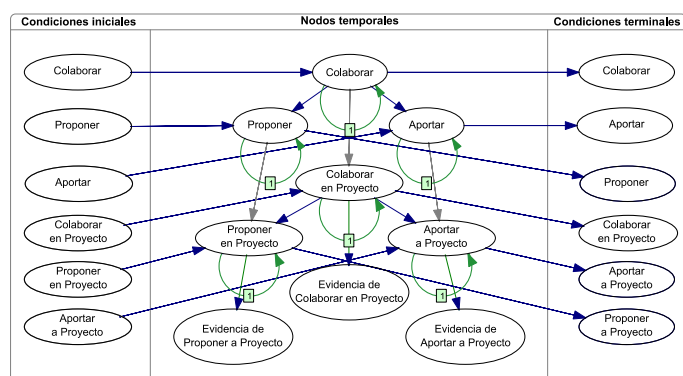 Condiciones iniciales
Nodos temporales
Condiciones terminales
Colaborar
Colaborar
Colaborar
Proponer
Proponer
Aportar
Aportar
1
Aportar
1
1
Proponer
Colaborar
en Proyecto
Colaborar
en Proyecto
Colaborar
en Proyecto
Proponer
en Proyecto
Aportar
a Proyecto
1
Proponer
en Proyecto
Aportar
a Proyecto
1
1
Evidencia de
Colaborar en Proyecto
Aportar
a Proyecto
Evidencia de
Proponer a Proyecto
Evidencia de
Aportar a Proyecto
Proponer
a Proyecto